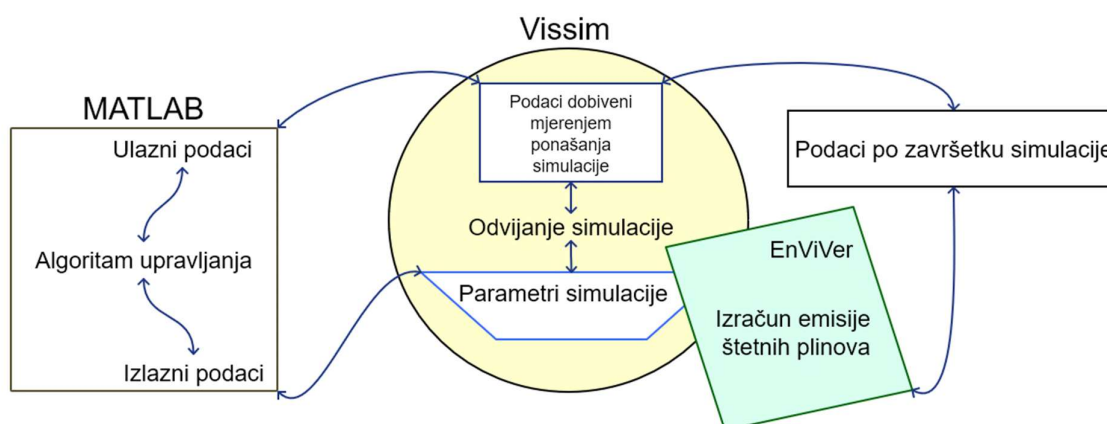 Vissim
MATLAB
Ulazni podaci
Algoritam upravljanja
Izlazni podaci
Podaci dobiveni
mjerenjem
ponašanja
simulacije
Odvijanje simulacije
Parametri simulacije
EnViVer
Izračun emisije
štetnih plinova
Podaci po završetku simulacije